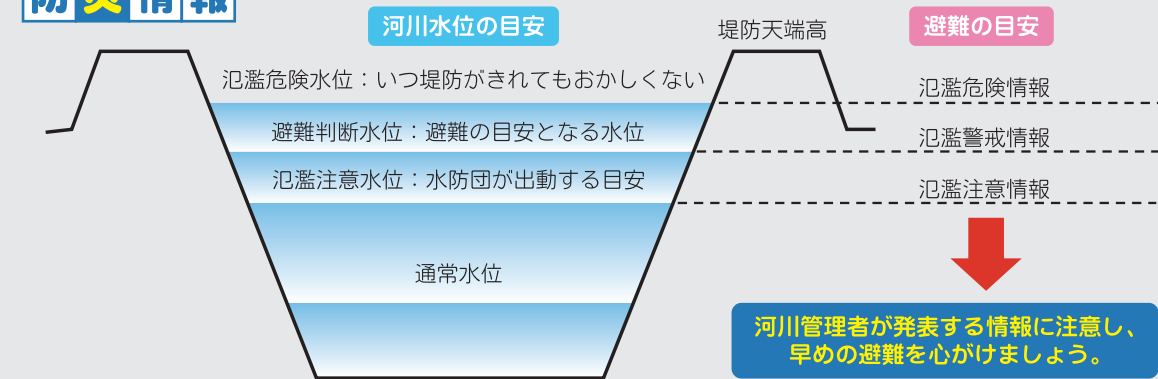 防災情報
河川水位の目安
堤防天端高
避難の目安
氾濫危険水位：いつ堤防がきれてもおかしくない
氾濫危険情報
避難判断水位：避難の目安となる水位
氾濫警戒情報
氾濫注意水位：水防団が出動する目安
氾濫注意情報
通常水位
河川管理者が発表する情報に注意し、
早めの避難を心がけましょう。